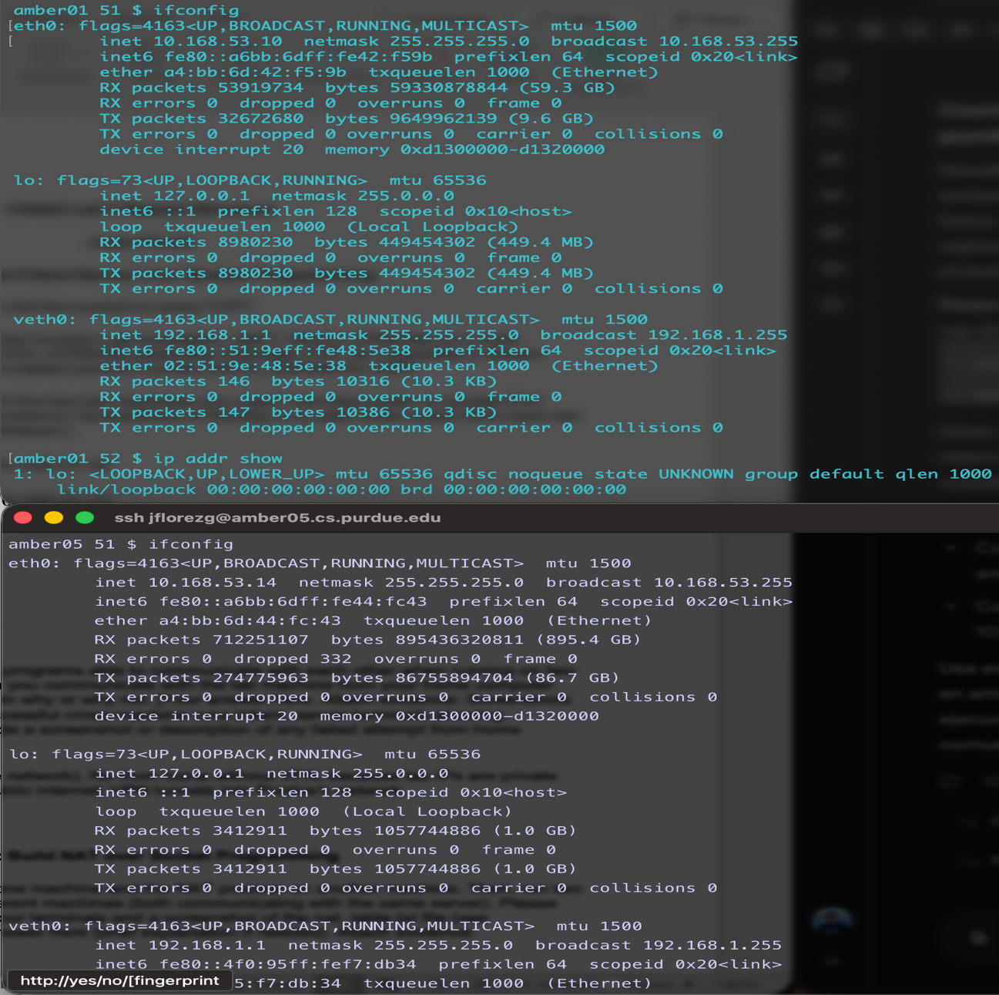 amber01 51 $ ifconfig
[eth0: flags=4163<UP,BROADCAST,RUNNING,MULTICAST>  mtu 1500
[        inet 10.168.53.10  netmask 255.255.255.0  broadcast 10.168.53.255
        inet6 fe80::a6bb:6dff:fe42:f59b  prefixlen 64  scopeid 0x20<link>
        ether a4:bb:6d:42:f5:9b  txqueuelen 1000  (Ethernet)
        RX packets 53919734  bytes 59330878844 (59.3 GB)
        RX errors 0  dropped 0  overruns 0  frame 0
        TX packets 32672680  bytes 9649962139 (9.6 GB)
        TX errors 0  dropped 0 overruns 0  carrier 0  collisions 0
        device interrupt 20  memory 0xd1300000-d1320000
lo: flags=73<UP,LOOPBACK,RUNNING>  mtu 65536
        inet 127.0.0.1  netmask 255.0.0.0
        inet6 ::1  prefixlen 128  scopeid 0x10<host>
        loop  txqueuelen 1000  (Local Loopback)
        RX packets 8980230  bytes 449454302 (449.4 MB)
        RX errors 0  dropped 0  overruns 0  frame 0
        TX packets 8980230  bytes 449454302 (449.4 MB)
        TX errors 0  dropped 0 overruns 0  carrier 0  collisions 0
veth0: flags=4163<UP,BROADCAST,RUNNING,MULTICAST>  mtu 1500
        inet 192.168.1.1  netmask 255.255.255.0  broadcast 192.168.1.255
        inet6 fe80::51:9eff:fe48:5e38  prefixlen 64  scopeid 0x20<link>
        ether 02:51:9e:48:5e:38  txqueuelen 1000  (Ethernet)
        RX packets 146  bytes 10316 (10.3 KB)
        RX errors 0  dropped 0  overruns 0  frame 0
        TX packets 147  bytes 10386 (10.3 KB)
        TX errors 0  dropped 0 overruns 0  carrier 0  collisions 0
[amber01 52 $ ip addr show
1: lo: <LOOPBACK,UP,LOWER_UP> mtu 65536 qdisc noqueue state UNKNOWN group default qlen 1000
    link/loopback 00:00:00:00:00:00 brd 00:00:00:00:00:00
ssh jflorezg@amber05.cs.purdue.edu
amber05 51 $ ifconfig
eth0: flags=4163<UP,BROADCAST,RUNNING,MULTICAST>  mtu 1500
        inet 10.168.53.14  netmask 255.255.255.0  broadcast 10.168.53.255
        inet6 fe80::a6bb:6dff:fe44:fc43  prefixlen 64  scopeid 0x20<link>
        ether a4:bb:6d:44:fc:43  txqueuelen 1000  (Ethernet)
        RX packets 712251107  bytes 895436320811 (895.4 GB)
        RX errors 0  dropped 332  overruns 0  frame 0
        TX packets 274775963  bytes 86755894704 (86.7 GB)
        TX errors 0  dropped 0 overruns 0  carrier 0  collisions 0
        device interrupt 20  memory 0xd1300000-d1320000
lo: flags=73<UP,LOOPBACK,RUNNING>  mtu 65536
        inet 127.0.0.1  netmask 255.0.0.0
        inet6 ::1  prefixlen 128  scopeid 0x10<host>
        loop  txqueuelen 1000  (Local Loopback)
        RX packets 3412911  bytes 1057744886 (1.0 GB)
        RX errors 0  dropped 0  overruns 0  frame 0
        TX packets 3412911  bytes 1057744886 (1.0 GB)
        TX errors 0  dropped 0 overruns 0  carrier 0  collisions 0
veth0: flags=4163<UP,BROADCAST,RUNNING,MULTICAST>  mtu 1500
        inet 192.168.1.1  netmask 255.255.255.0  broadcast 192.168.1.255
        inet6 fe80::4f0:95ff:fef7:db34  prefixlen 64  scopeid 0x20<link>
http://yes/no/[fingerprint 5:f7:db:34  txqueuelen 1000  (Ethernet)